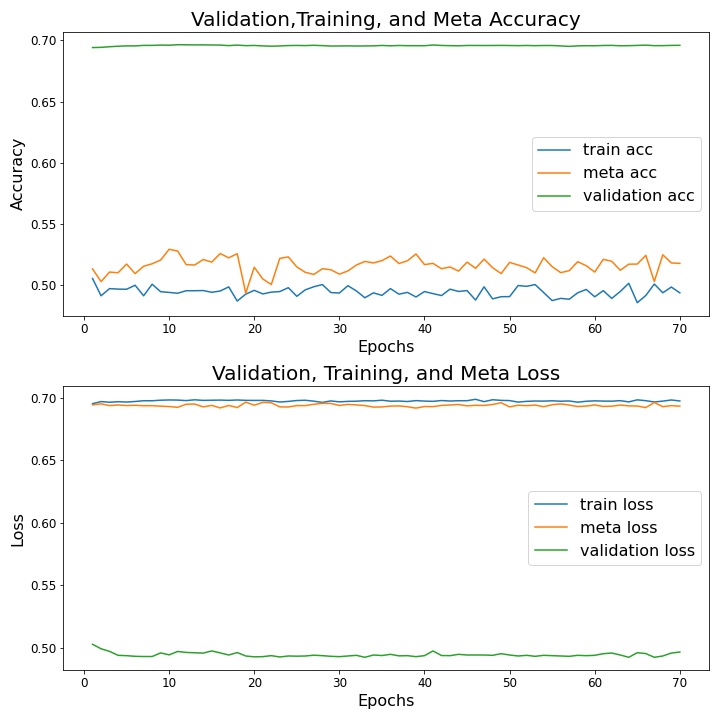 Validation,Training, and Meta Accuracy
0.70
0.65
0.60
0.55
0.50
Accuracy
train acc
meta acc
validation acc
0 10 20 30 40 50 60 70
Epochs
Validation, Training, and Meta Loss
0.70
0.65
0.60
0.55
0.50
Loss
train loss
meta loss
validation loss
0 10 20 30 40 50 60 70
Epochs